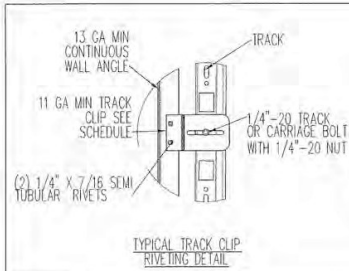 13 GA MIN
CONTINUOUS
WALL ANGLE
TRACK
11 GA MIN TRACK
CLIP SEE
SCHEDULE
1/4"-20 TRACK
OR CARRIAGE BOLT
WITH 1/4"-20 NUT
(2) 1/4" X 7/16 SEMI
TUBULAR RIVETS
TYPICAL TRACK CLIP
RIVETING DETAIL